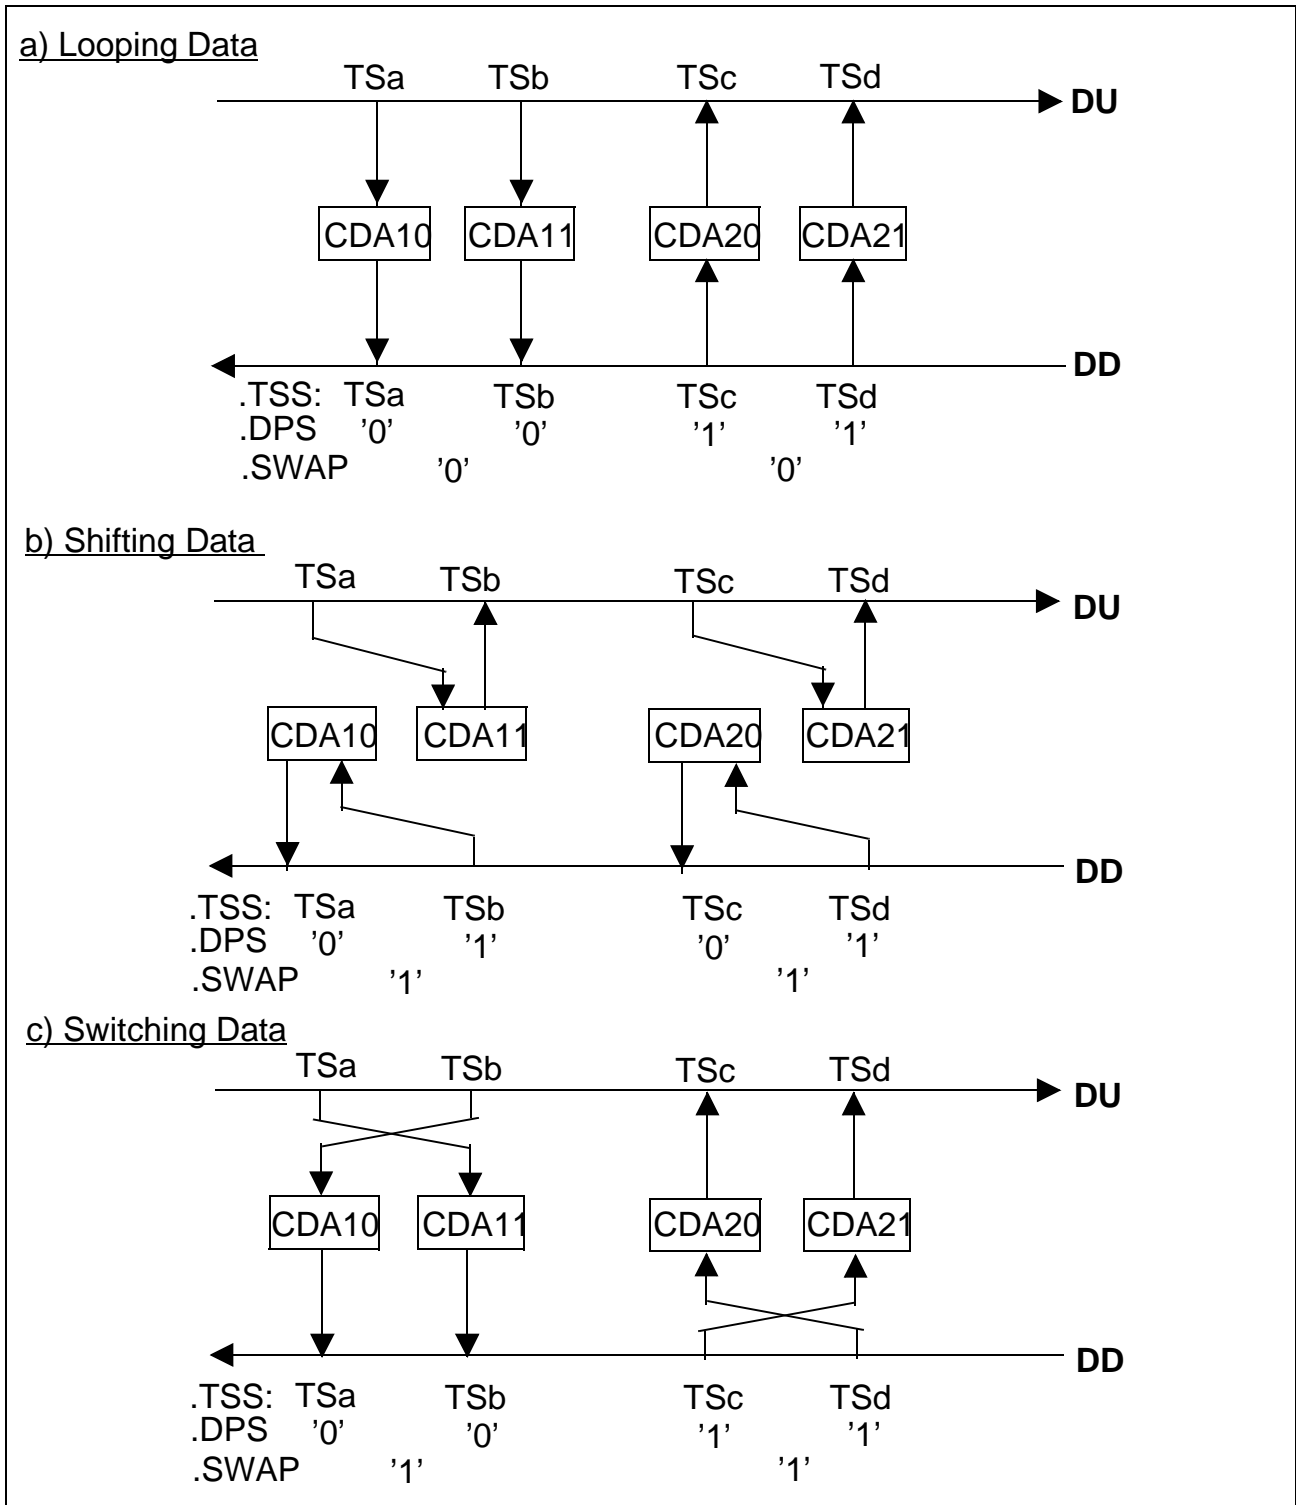 a) Looping Data
TSa TSb TSc TSd
DU
CDA10 CDA11 CDA20 CDA21
DD
.TSS: TSa TSb TSc TSd
.DPS ’0’ ’0’ ’1’ ’1’
.SWAP ’0’ ’0’
b) Shifting Data
TSa TSb TSc TSd
DU
CDA10 CDA11 CDA20 CDA21
DD
.TSS: TSa TSb TSc TSd
.DPS ’0’ ’1’ ’0’ ’1’
.SWAP ’1’ ’1’
c) Switching Data
TSa TSb TSc TSd
DU
CDA10 CDA11 CDA20 CDA21
DD
.TSS: TSa TSb TSc TSd
.DPS ’0’ ’0’ ’1’ ’1’
.SWAP ’1’ ’1’